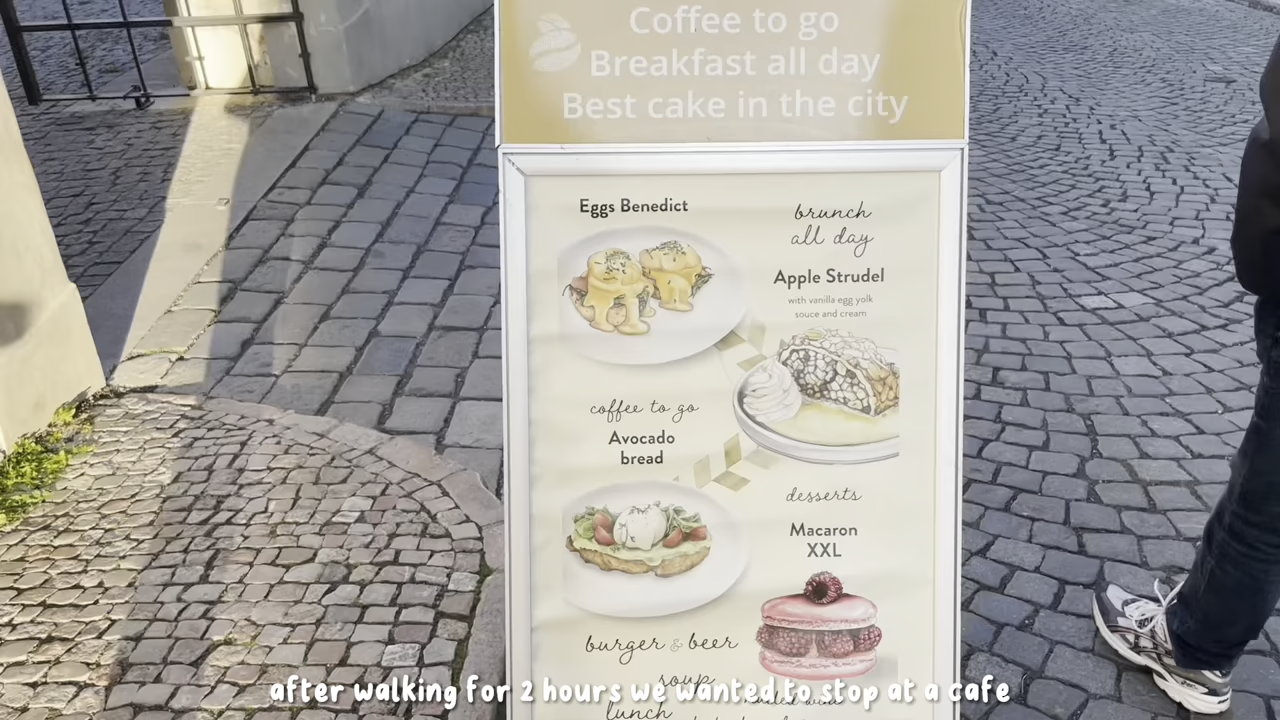 Coffee to go
Breakfast all day
Best cake in the city
Eggs Benedict
brunch
all day
Apple Strudel
with vanilla egg yolk
souce and cream
coffee to go
Avocado
bread
desserts
Macaron
XXL
burger & beer
soup
lunch
after walking for 2 hours we wanted to stop at a cafe